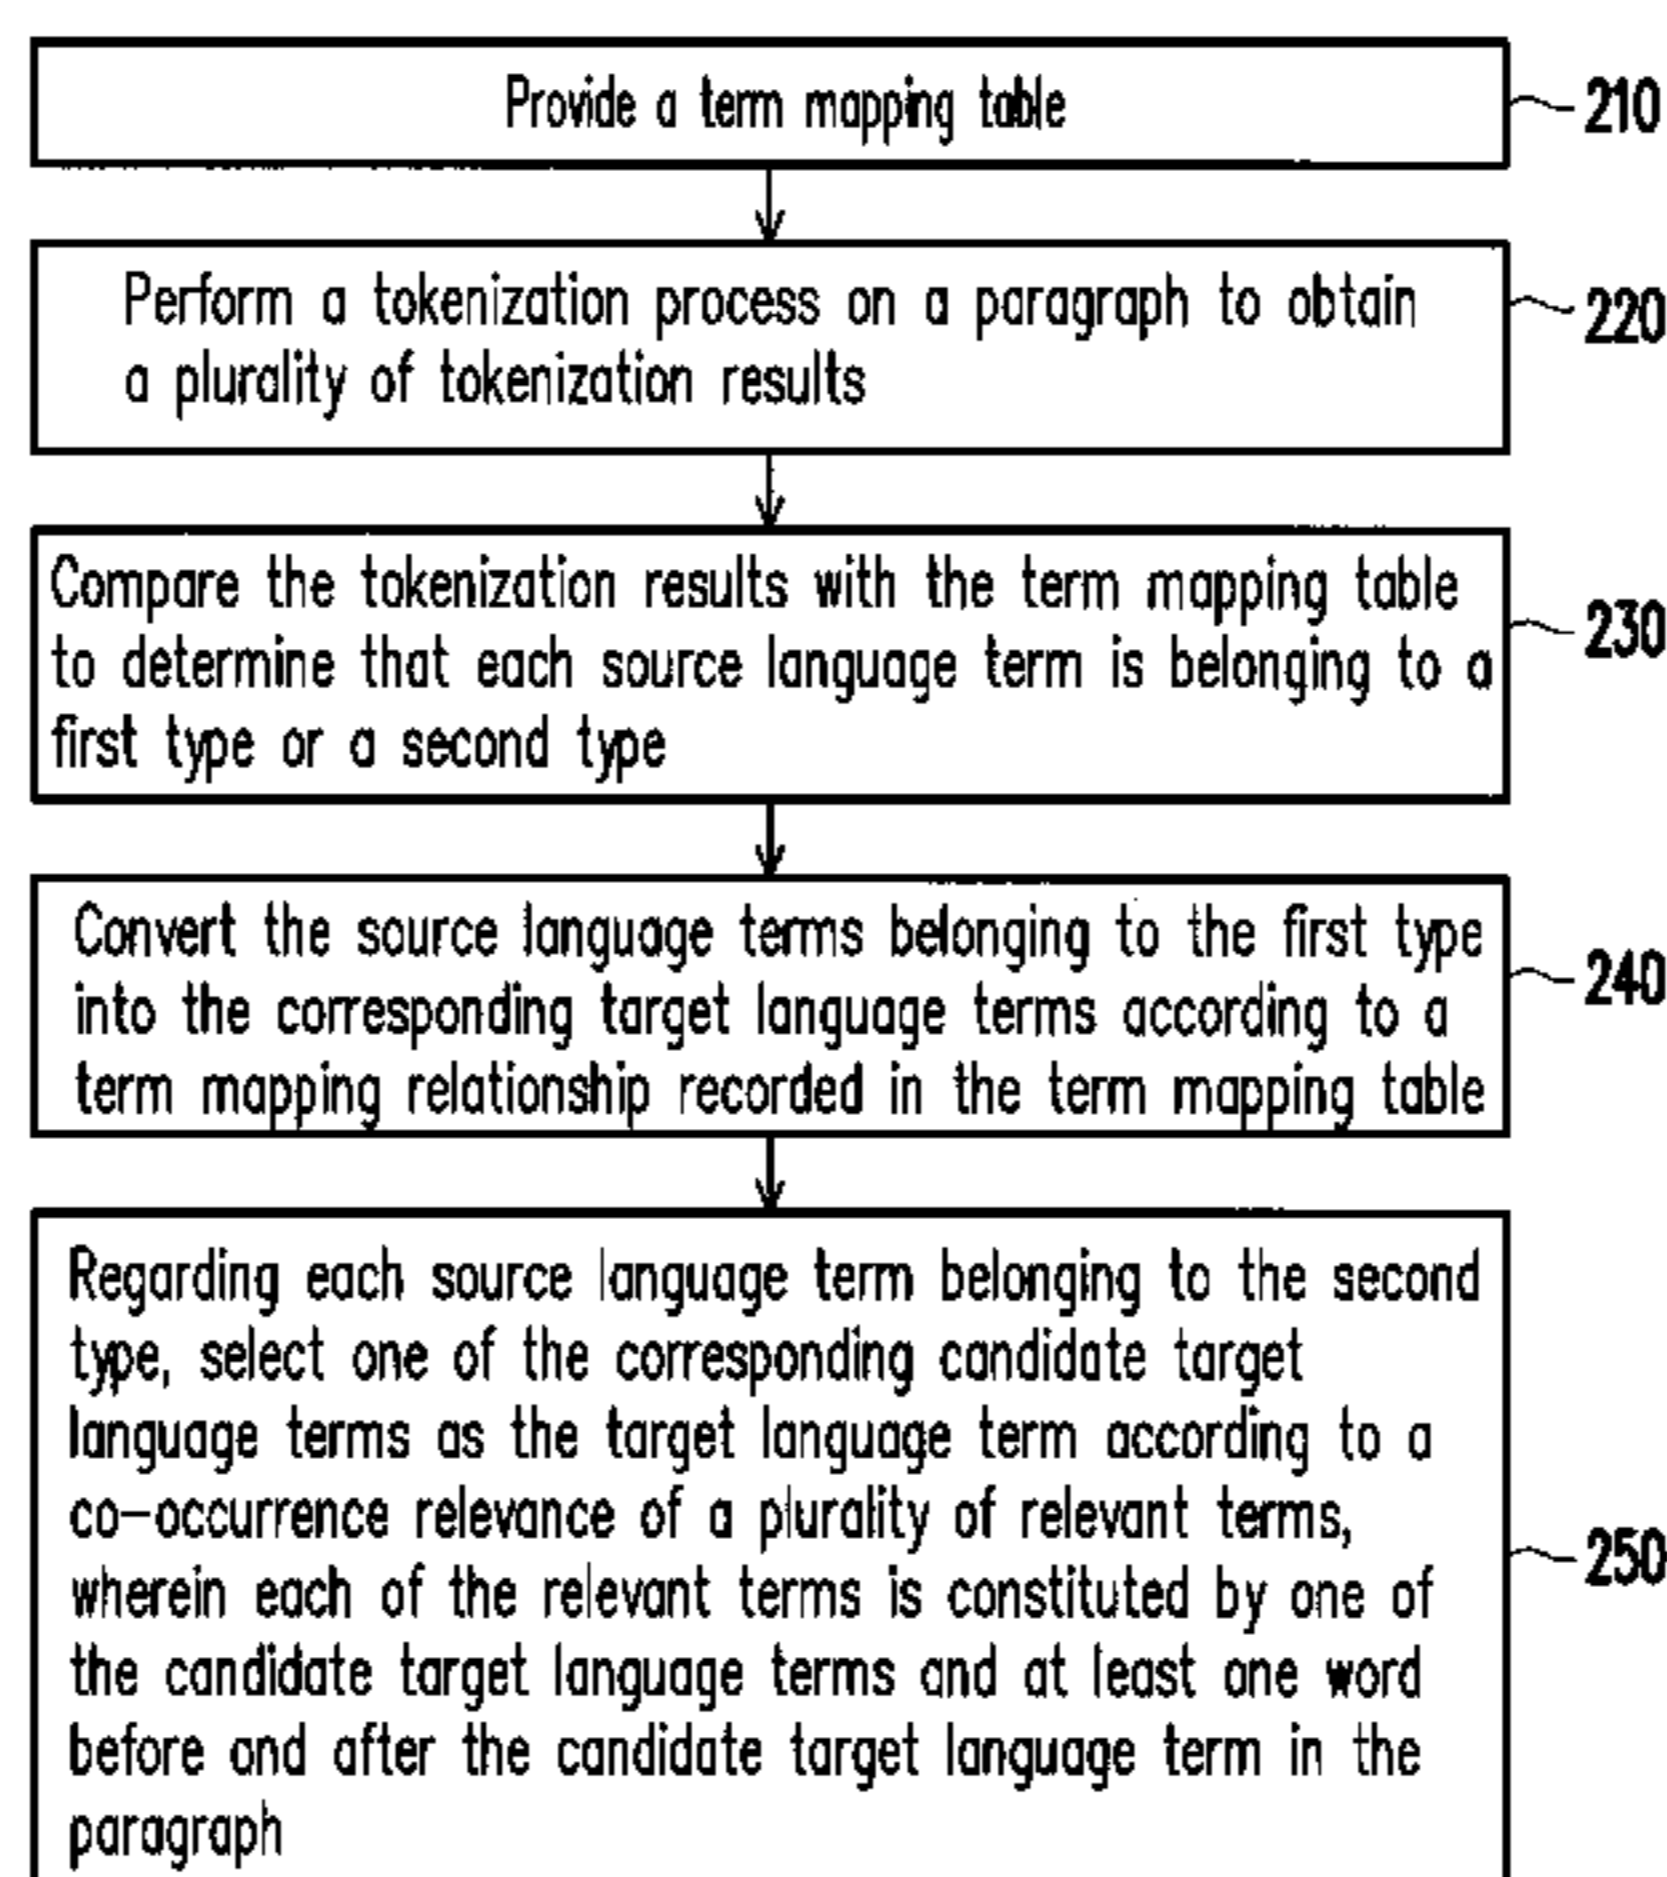 Provide a term mapping table
210
Perform a tokenization process on a paragraph to obtain
a plurality of tokenization results
220
Compare the tokenization results with the term mapping table
to determine that each source language term is belonging to a
first type or a second type
230
Convert the source language terms belonging to the first type
into the corresponding target language terms according to a
term mapping relationship recorded in the term mapping table
240
Regarding each source language term belonging to the second
type, select one of the corresponding candidate target
language terms as the target language term according to a
co-occurrence relevance of a plurality of relevant terms,
wherein each of the relevant terms is constituted by one of
the candidate target language terms and at least one word
before and after the candidate target language term in the
paragraph
250